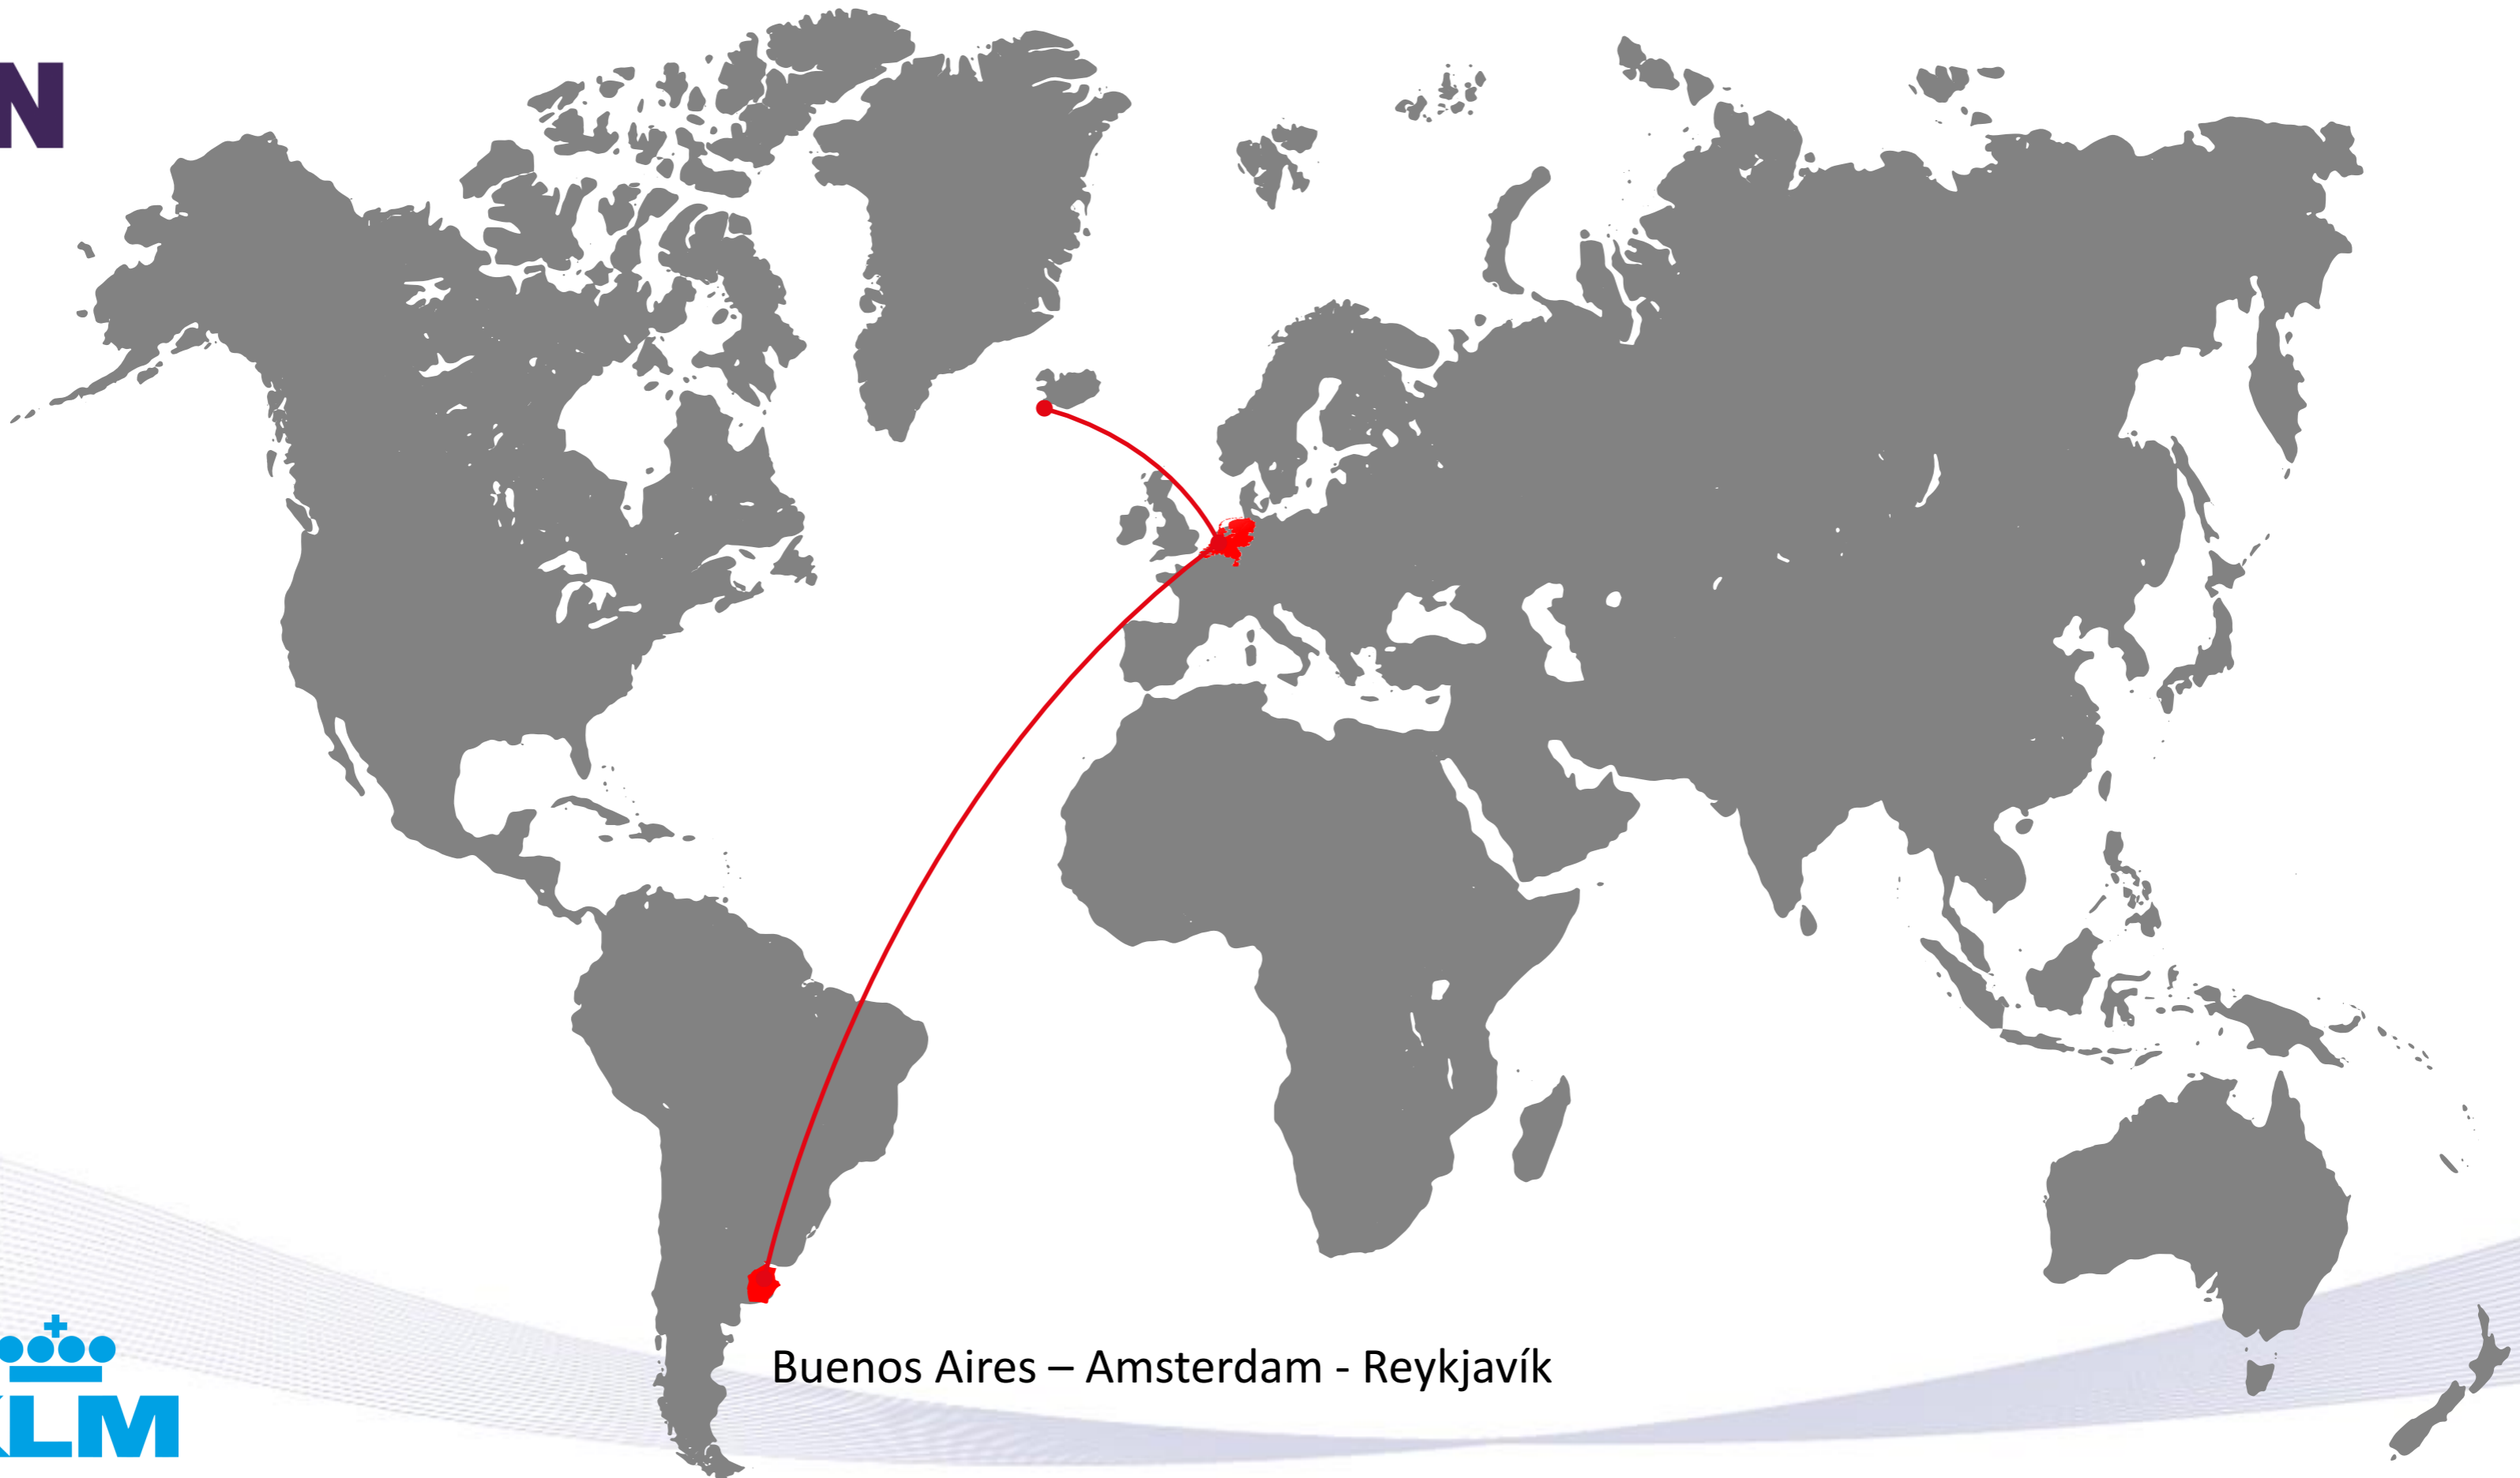 N
KLM
Buenos Aires – Amsterdam - Reykjavík